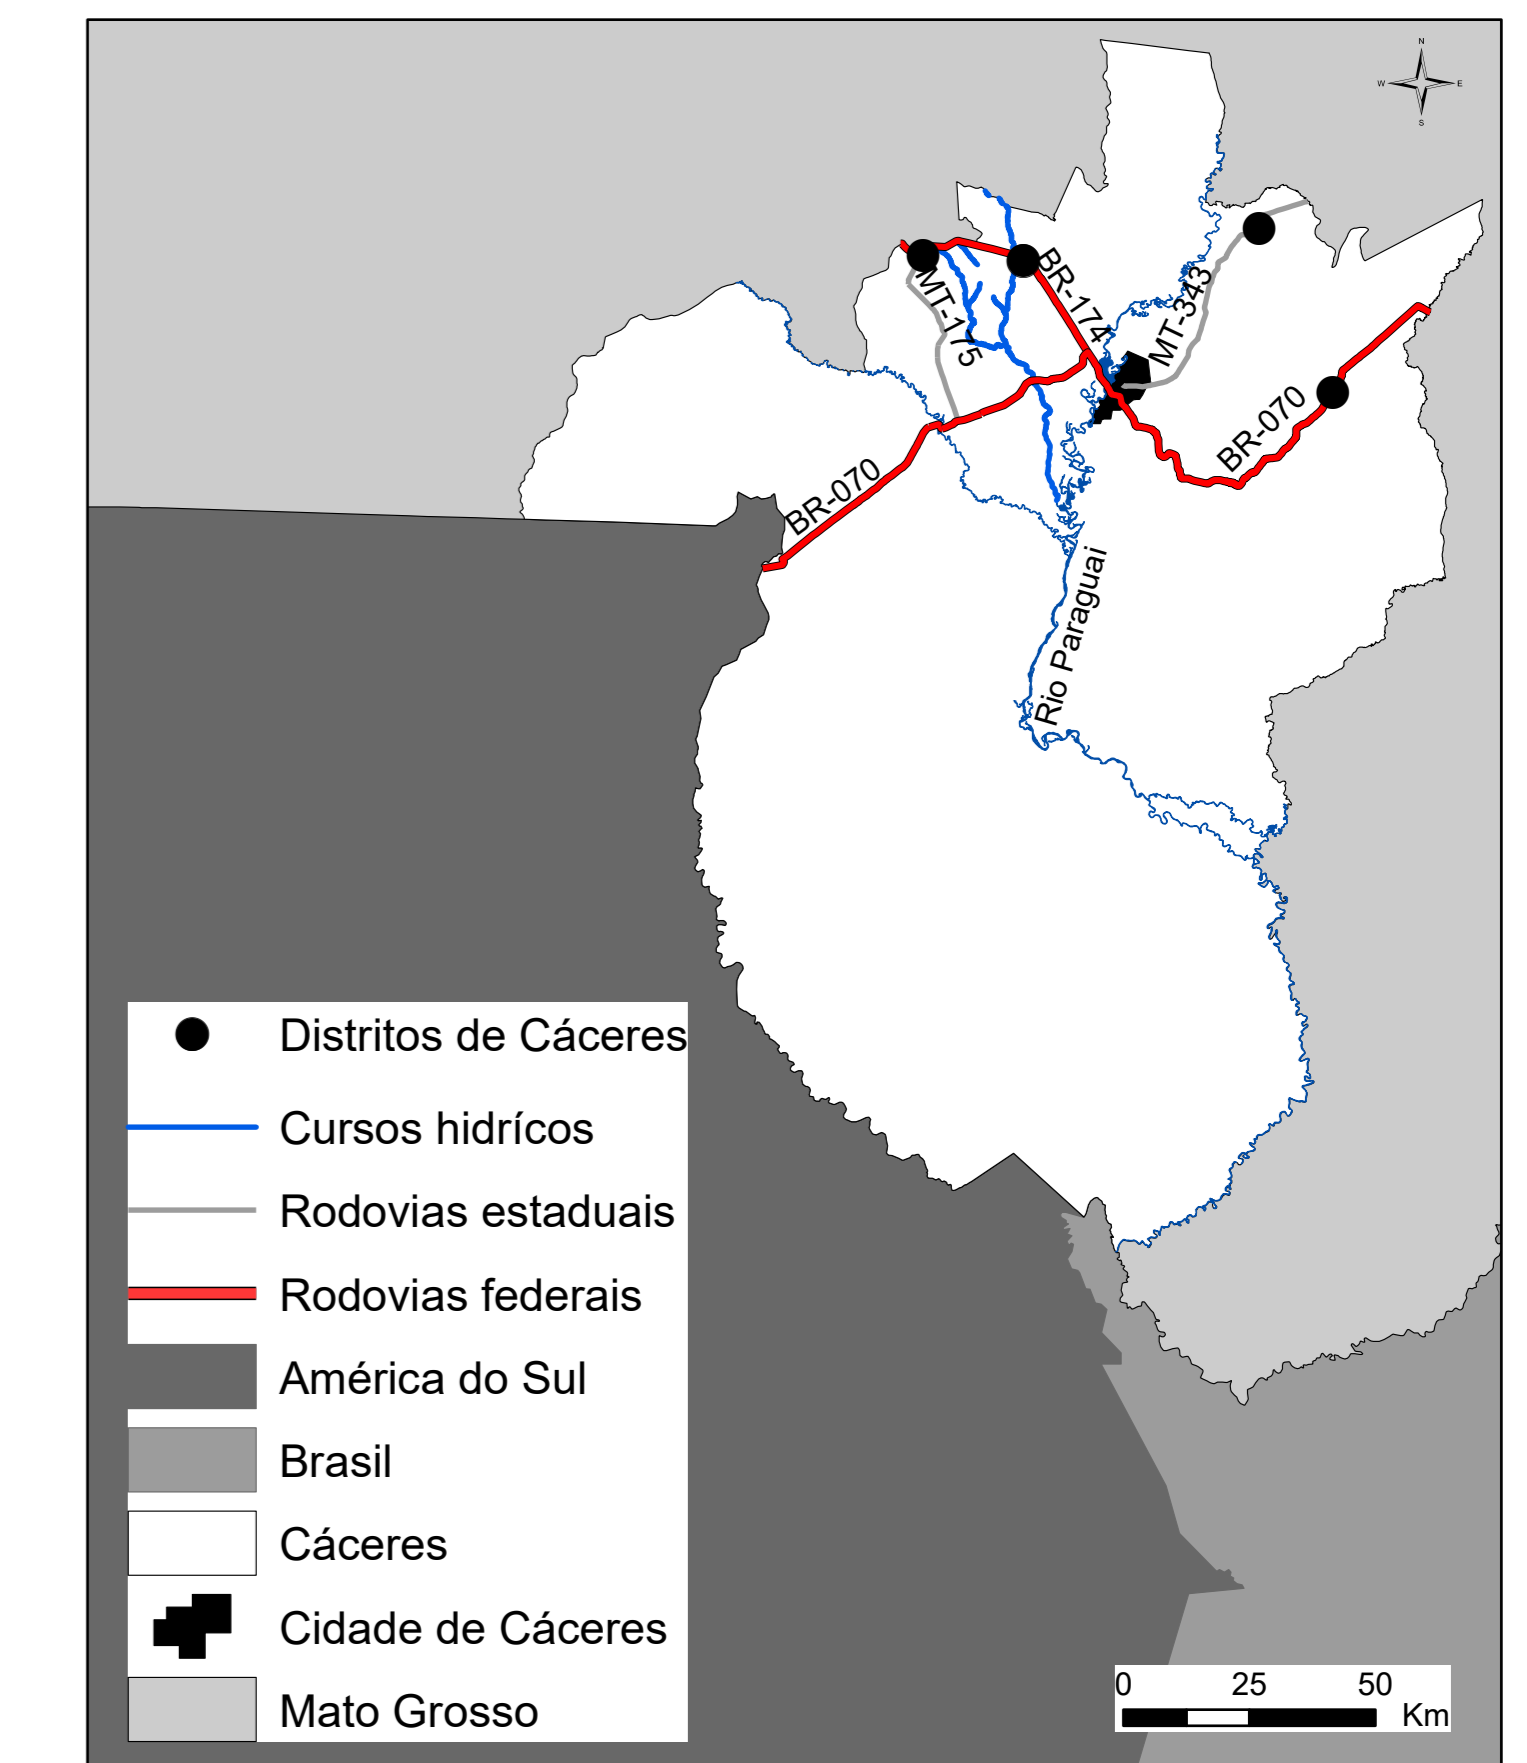 N
W
E
S
BR-174
MT-343
MT-175
BR-070
BR-070
Rio Paraguai
Distritos de Cáceres
Cursos hidrícos
Rodovias estaduais
Rodovias federais
América do Sul
Brasil
Cáceres
Cidade de Cáceres
Mato Grosso
0 25 50
Km